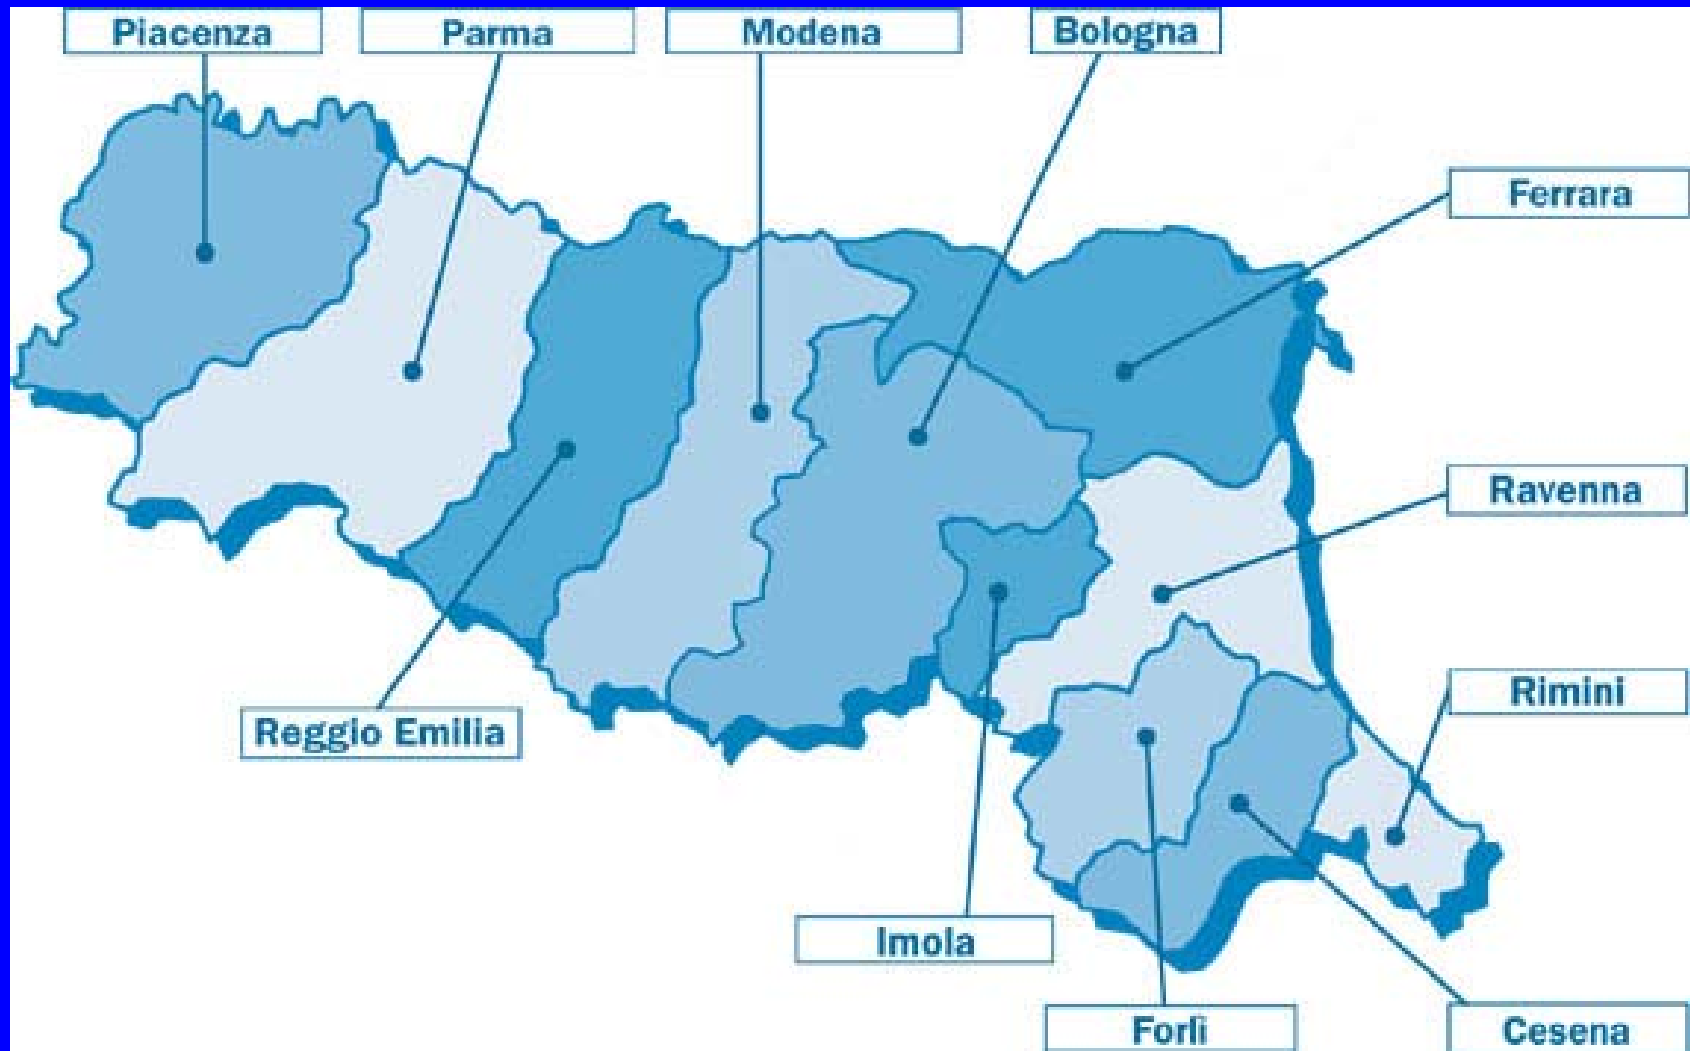 Piacenza
Parma
Modena
Bologna
Ferrara
Ravenna
Rimini
Reggio Emilia
Imola
Forlì
Cesena